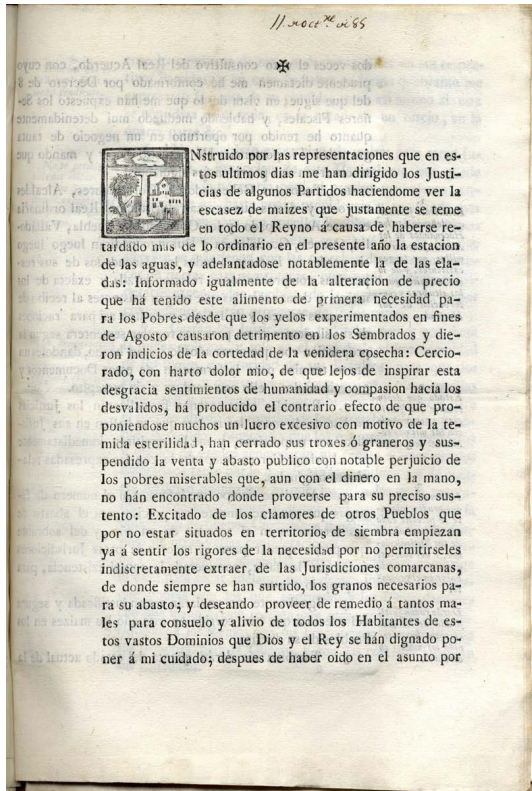 11. Roct.re de 85
✠
INstruido por las representaciones que en es-
tos ultimos dias me han dirigido los Justi-
cias de algunos Partidos haciendome ver la
escasez de maizes que justamente se teme
en todo él Reyno á causa de haberse re-
tardado mas de lo ordinario en el presente año la estacion
de las aguas, y adelantadose notablemente la de las ela-
das: Informado igualmente de la alteracion de precio
que há tenido este alimento de primera necesidad pa-
ra los Pobres desde que los yelos experimentados en fines
de Agosto causaron detrimento en los Sembrados y die-
ron indicios de la cortedad de la venidera cosecha: Cercio-
rado, con harto dolor mio, de que lejos de inspirar esta
desgracia sentimientos de humanidad y compasion hacia los
desvalidos, há producido el contrario efecto de que pro-
poniendose muchos un lucro excesivo con motivo de la te-
mida esterilidad, han cerrado sus troxes ó graneros y sus-
pendido la venta y abasto publico con notable perjuicio de
los pobres miserables que, aun con el dinero en la mano,
no hán encontrado donde proveerse para su preciso sus-
tento: Excitado de los clamores de otros Pueblos que
por no estar situados en territorios de siembra empiezan
ya á sentir los rigores de la necesidad por no permitirseles
indiscretamente extraer de las Jurisdiciones comarcanas,
de donde siempre se han surtido, los granos necesarios pa-
ra su abasto; y deseando proveer de remedio á tantos ma-
les para consuelo y alivio de todos los Habitantes de es-
tos vastos Dominios que Dios y el Rey se hán dignado po-
ner á mi cuidado; despues de haber oido en el asunto por